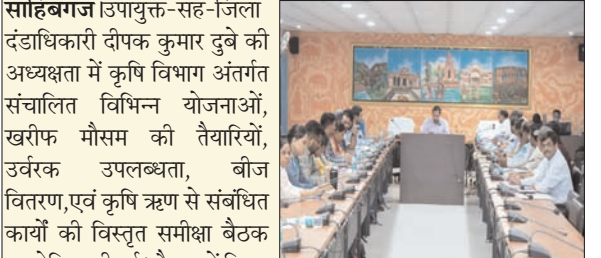 साहिबगंज।उपायुक्त-सह-जिला
दंडाधिकारी दीपक कुमार दुबे की
अध्यक्षता में कृषि विभाग अंतर्गत
संचालित विभिन्न योजनाओं,
खरीफ मौसम की तैयारियों,
उर्वरक उपलब्धता, बीज
वितरण,एवं कृषि ऋण से संबंधित
कार्यों की विस्तृत समीक्षा बैठक